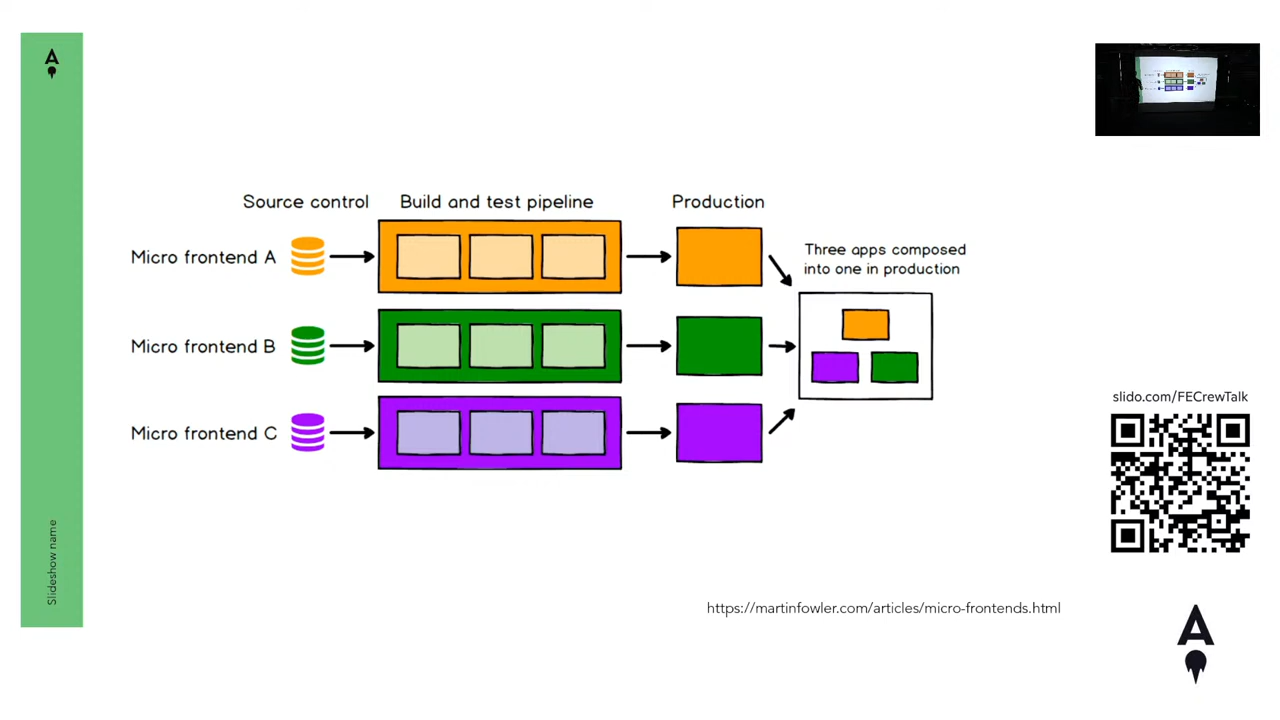 Source control
Build and test pipeline
Production
Micro frontend A
Three apps composed
into one in production
Micro frontend B
Micro frontend C
slido.com/FECrewTalk
https://martinfowler.com/articles/micro-frontends.html
Slideshow name